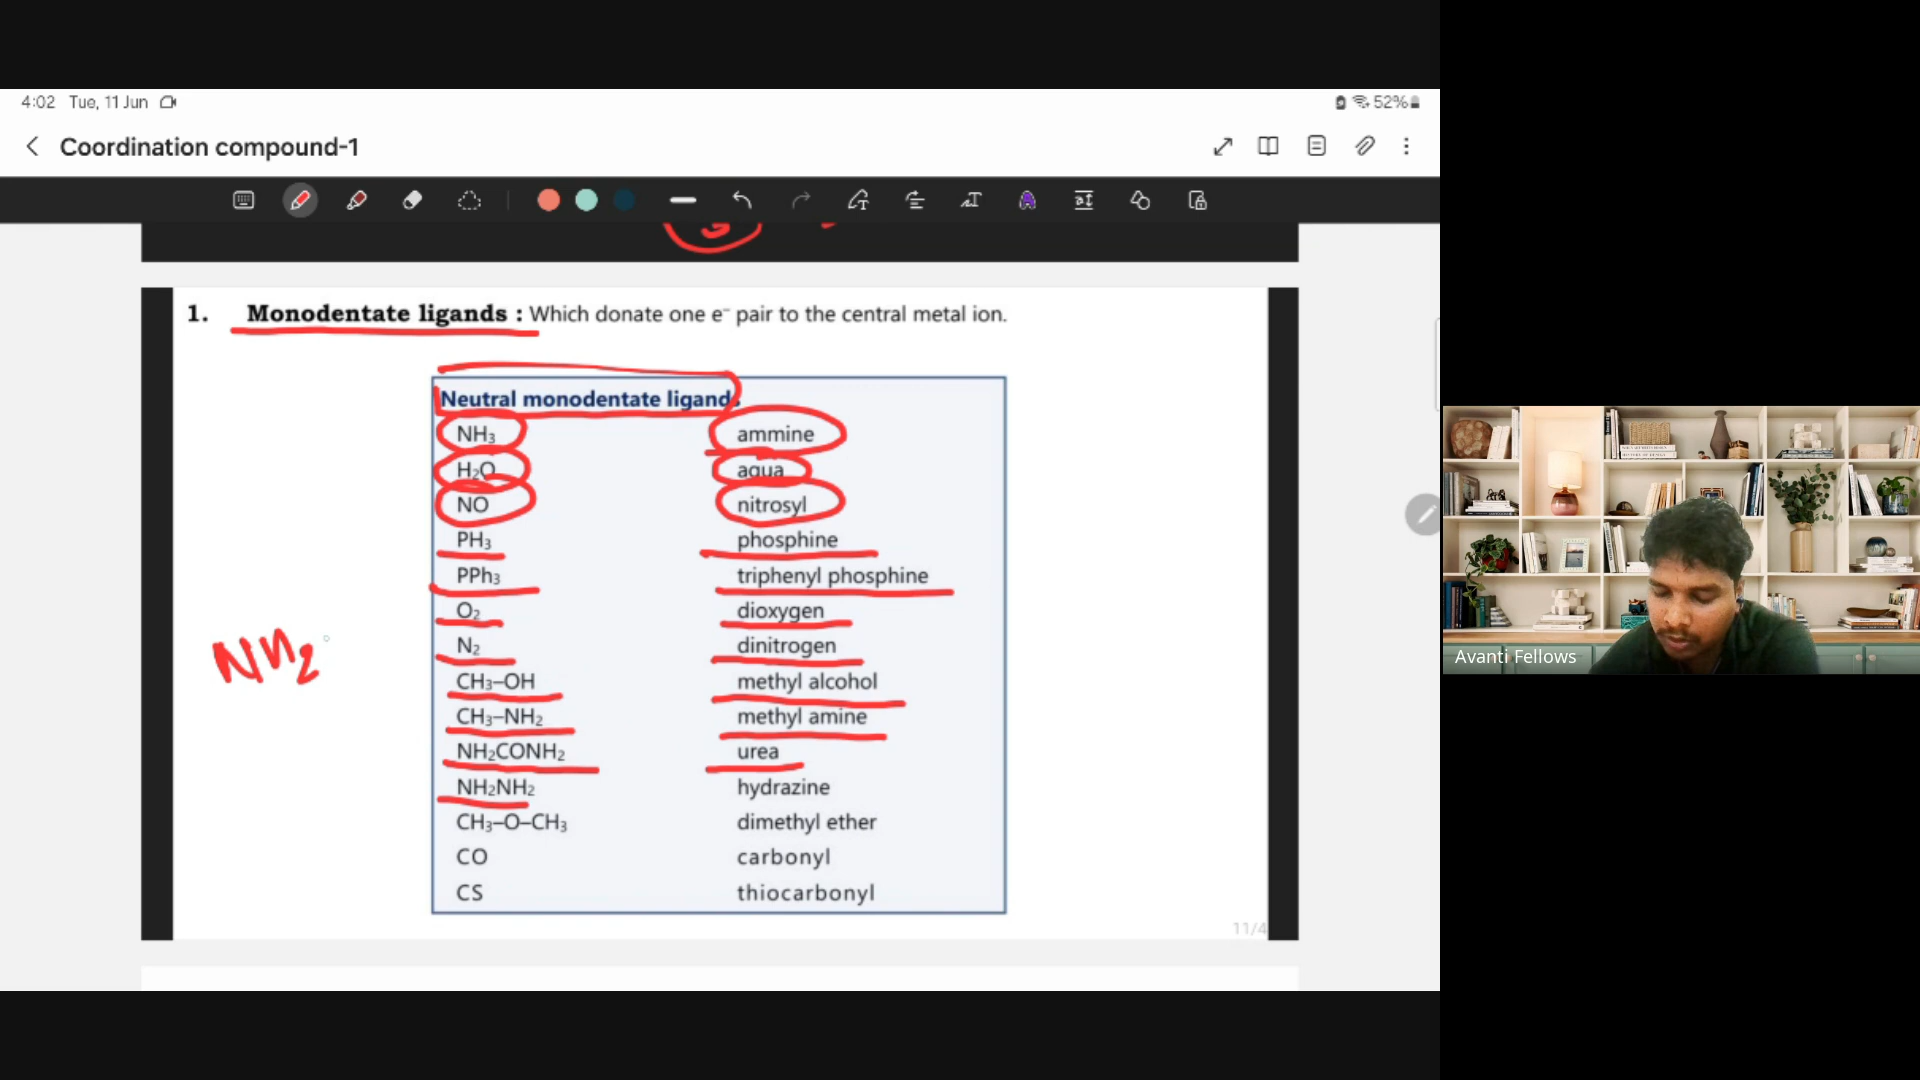 4:02 Tue, 11 Jun 52%
Coordination compound-1
1. Monodentate ligands : Which donate one e⁻ pair to the central metal ion.
Neutral monodentate ligand
NH₃ ammine
H₂O aqua
NO nitrosyl
PH₃ phosphine
PPh₃ triphenyl phosphine
O₂ dioxygen
N₂ dinitrogen
NH₂
CH₃–OH methyl alcohol
CH₃–NH₂ methyl amine
NH₂CONH₂ urea
NH₂NH₂ hydrazine
CH₃–O–CH₃ dimethyl ether
CO carbonyl
CS thiocarbonyl
11/4
Avanti Fellows